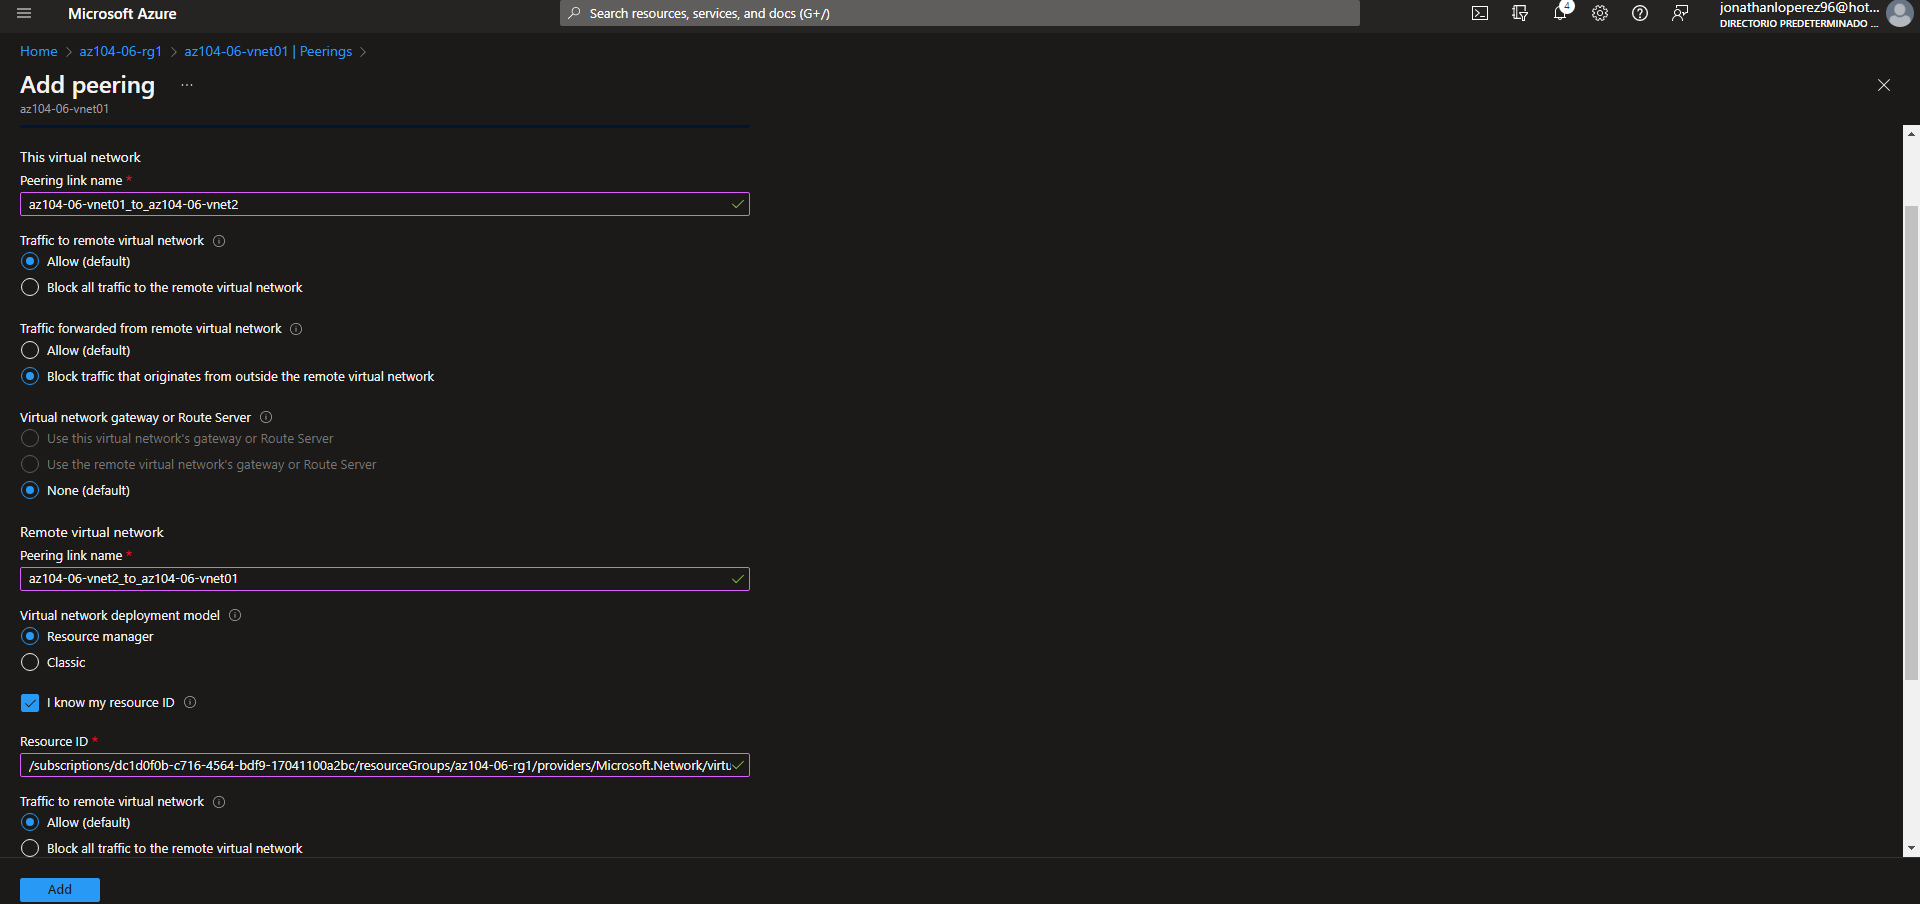 Microsoft Azure
Search resources, services, and docs (G+/)
4
jonathanloperez96@hot...
DIRECTORIO PREDETERMINADO ...
Home > az104-06-rg1 > az104-06-vnet01 | Peerings >
Add peering ...
az104-06-vnet01
This virtual network
Peering link name *
az104-06-vnet01_to_az104-06-vnet2
Traffic to remote virtual network
Allow (default)
Block all traffic to the remote virtual network
Traffic forwarded from remote virtual network
Allow (default)
Block traffic that originates from outside the remote virtual network
Virtual network gateway or Route Server
Use this virtual network's gateway or Route Server
Use the remote virtual network's gateway or Route Server
None (default)
Remote virtual network
Peering link name *
az104-06-vnet2_to_az104-06-vnet01
Virtual network deployment model
Resource manager
Classic
I know my resource ID
Resource ID *
/subscriptions/dc1d0f0b-c716-4564-bdf9-17041100a2bc/resourceGroups/az104-06-rg1/providers/Microsoft.Network/virtu
Traffic to remote virtual network
Allow (default)
Block all traffic to the remote virtual network
Add